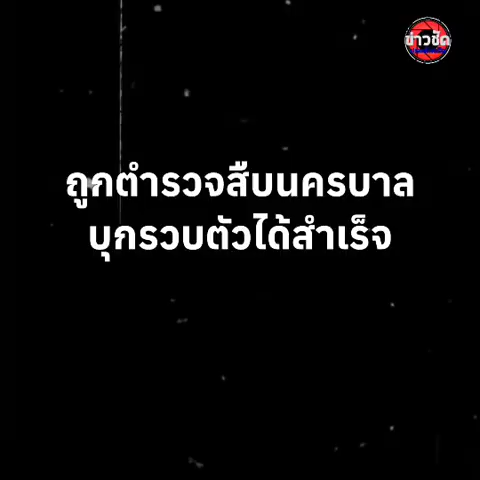 ข่าวชัด
ถูกตำรวจสืบนครบาล
บุกรวบตัวได้สำเร็จ